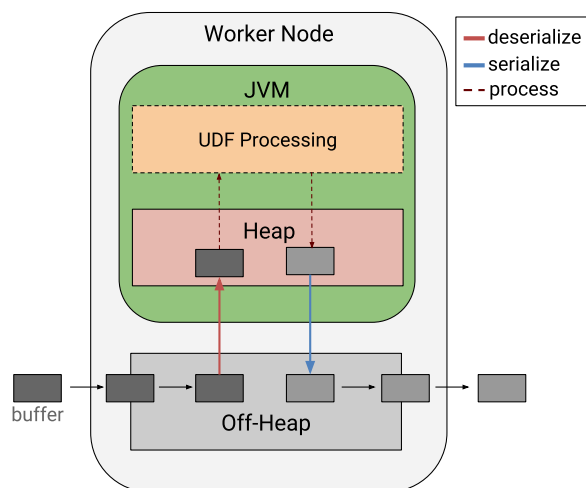 Worker Node
deserialize
serialize
process
JVM
UDF Processing
Heap
buffer
Off-Heap